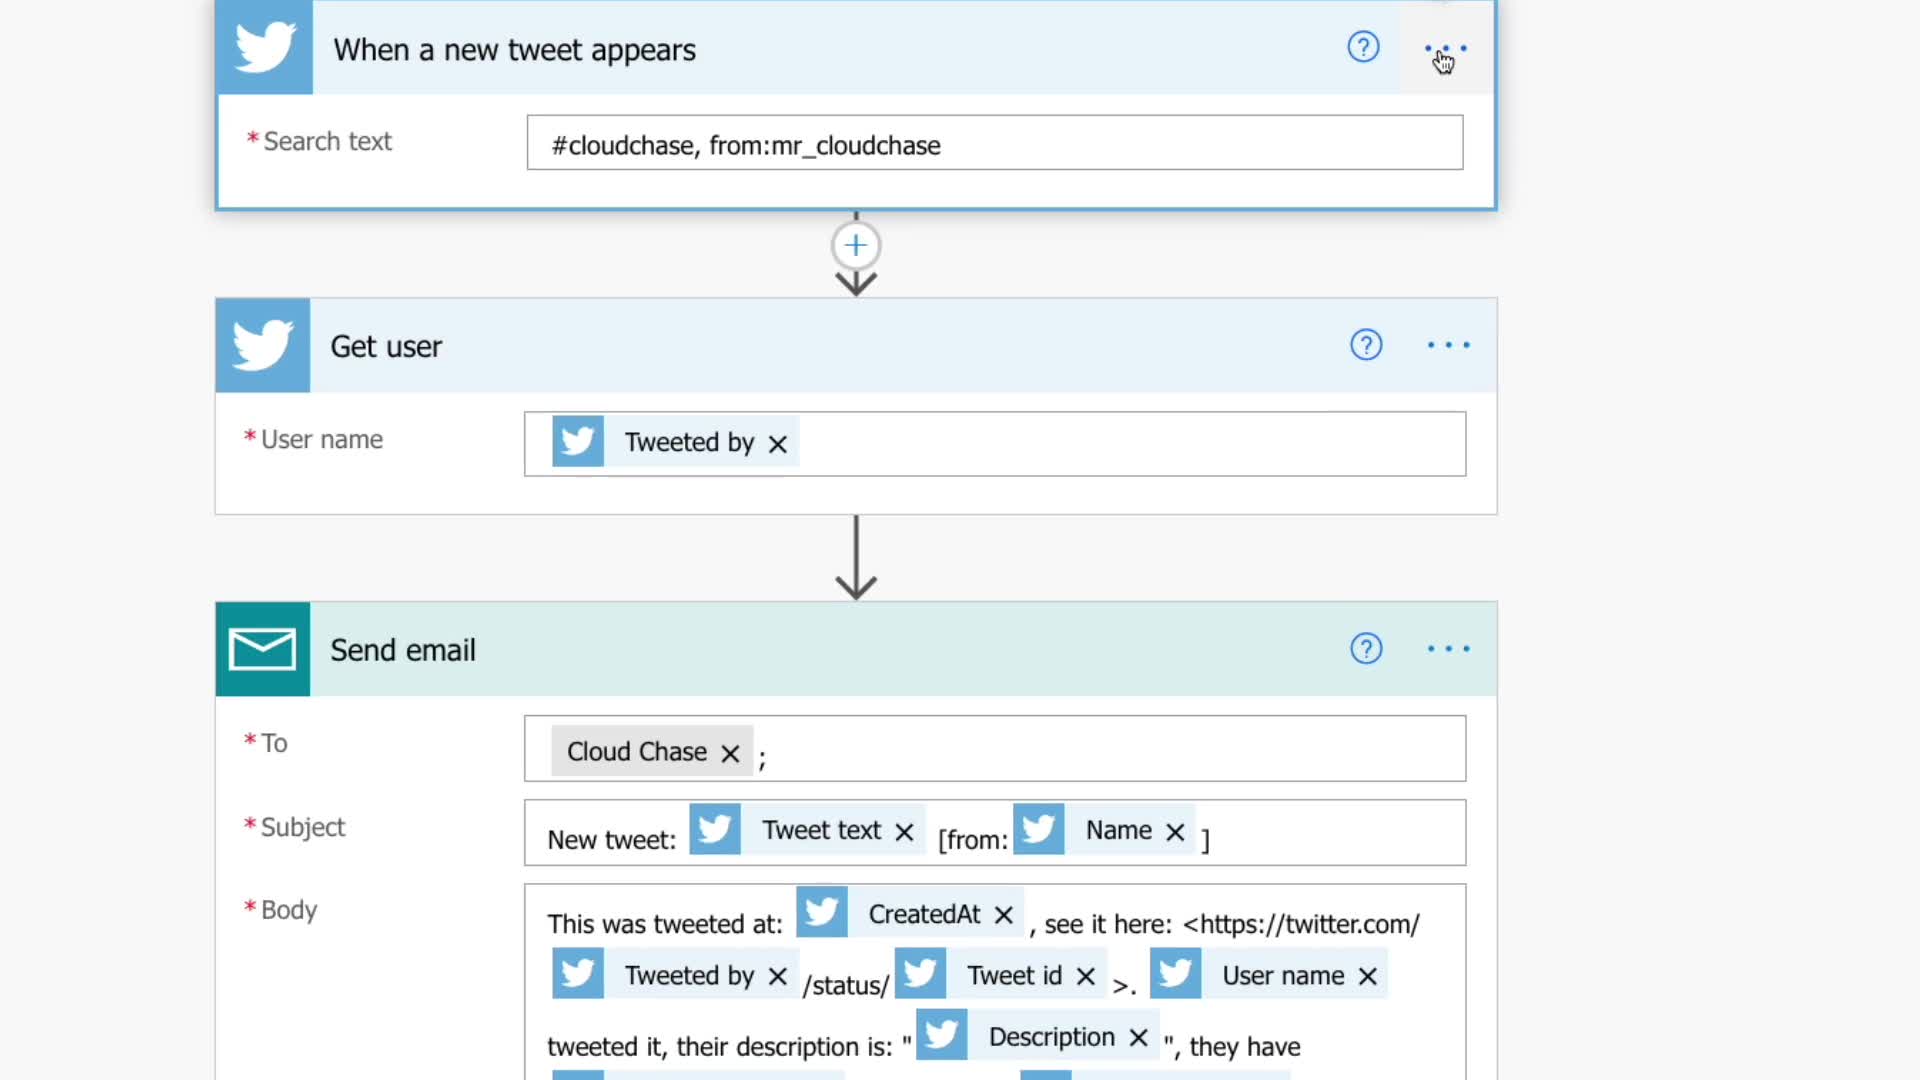 When a new tweet appears
* Search text
#cloudchase, from:mr_cloudchase
Get user
* User name
Tweeted by ×
Send email
* To
Cloud Chase × ;
* Subject
New tweet: Tweet text × [from: Name × ]
* Body
This was tweeted at: CreatedAt × , see it here: <https://twitter.com/
Tweeted by × /status/ Tweet id × >. User name ×
tweeted it, their description is: " Description × ", they have